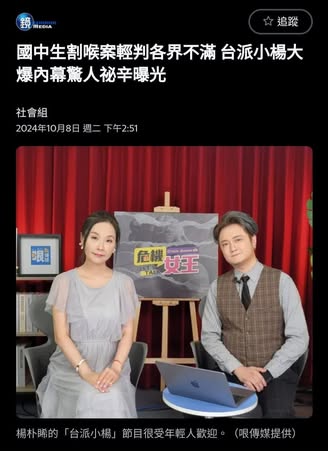 鏡 MEDIA
☆ 追蹤
國中生割喉案輕判各界不滿 台派小楊大
爆內幕驚人祕辛曝光
社會組
2024年10月8日 週二 下午2:51
哏
危機
女王
楊朴晞的「台派小楊」節目很受年輕人歡迎。（哏傳媒提供）